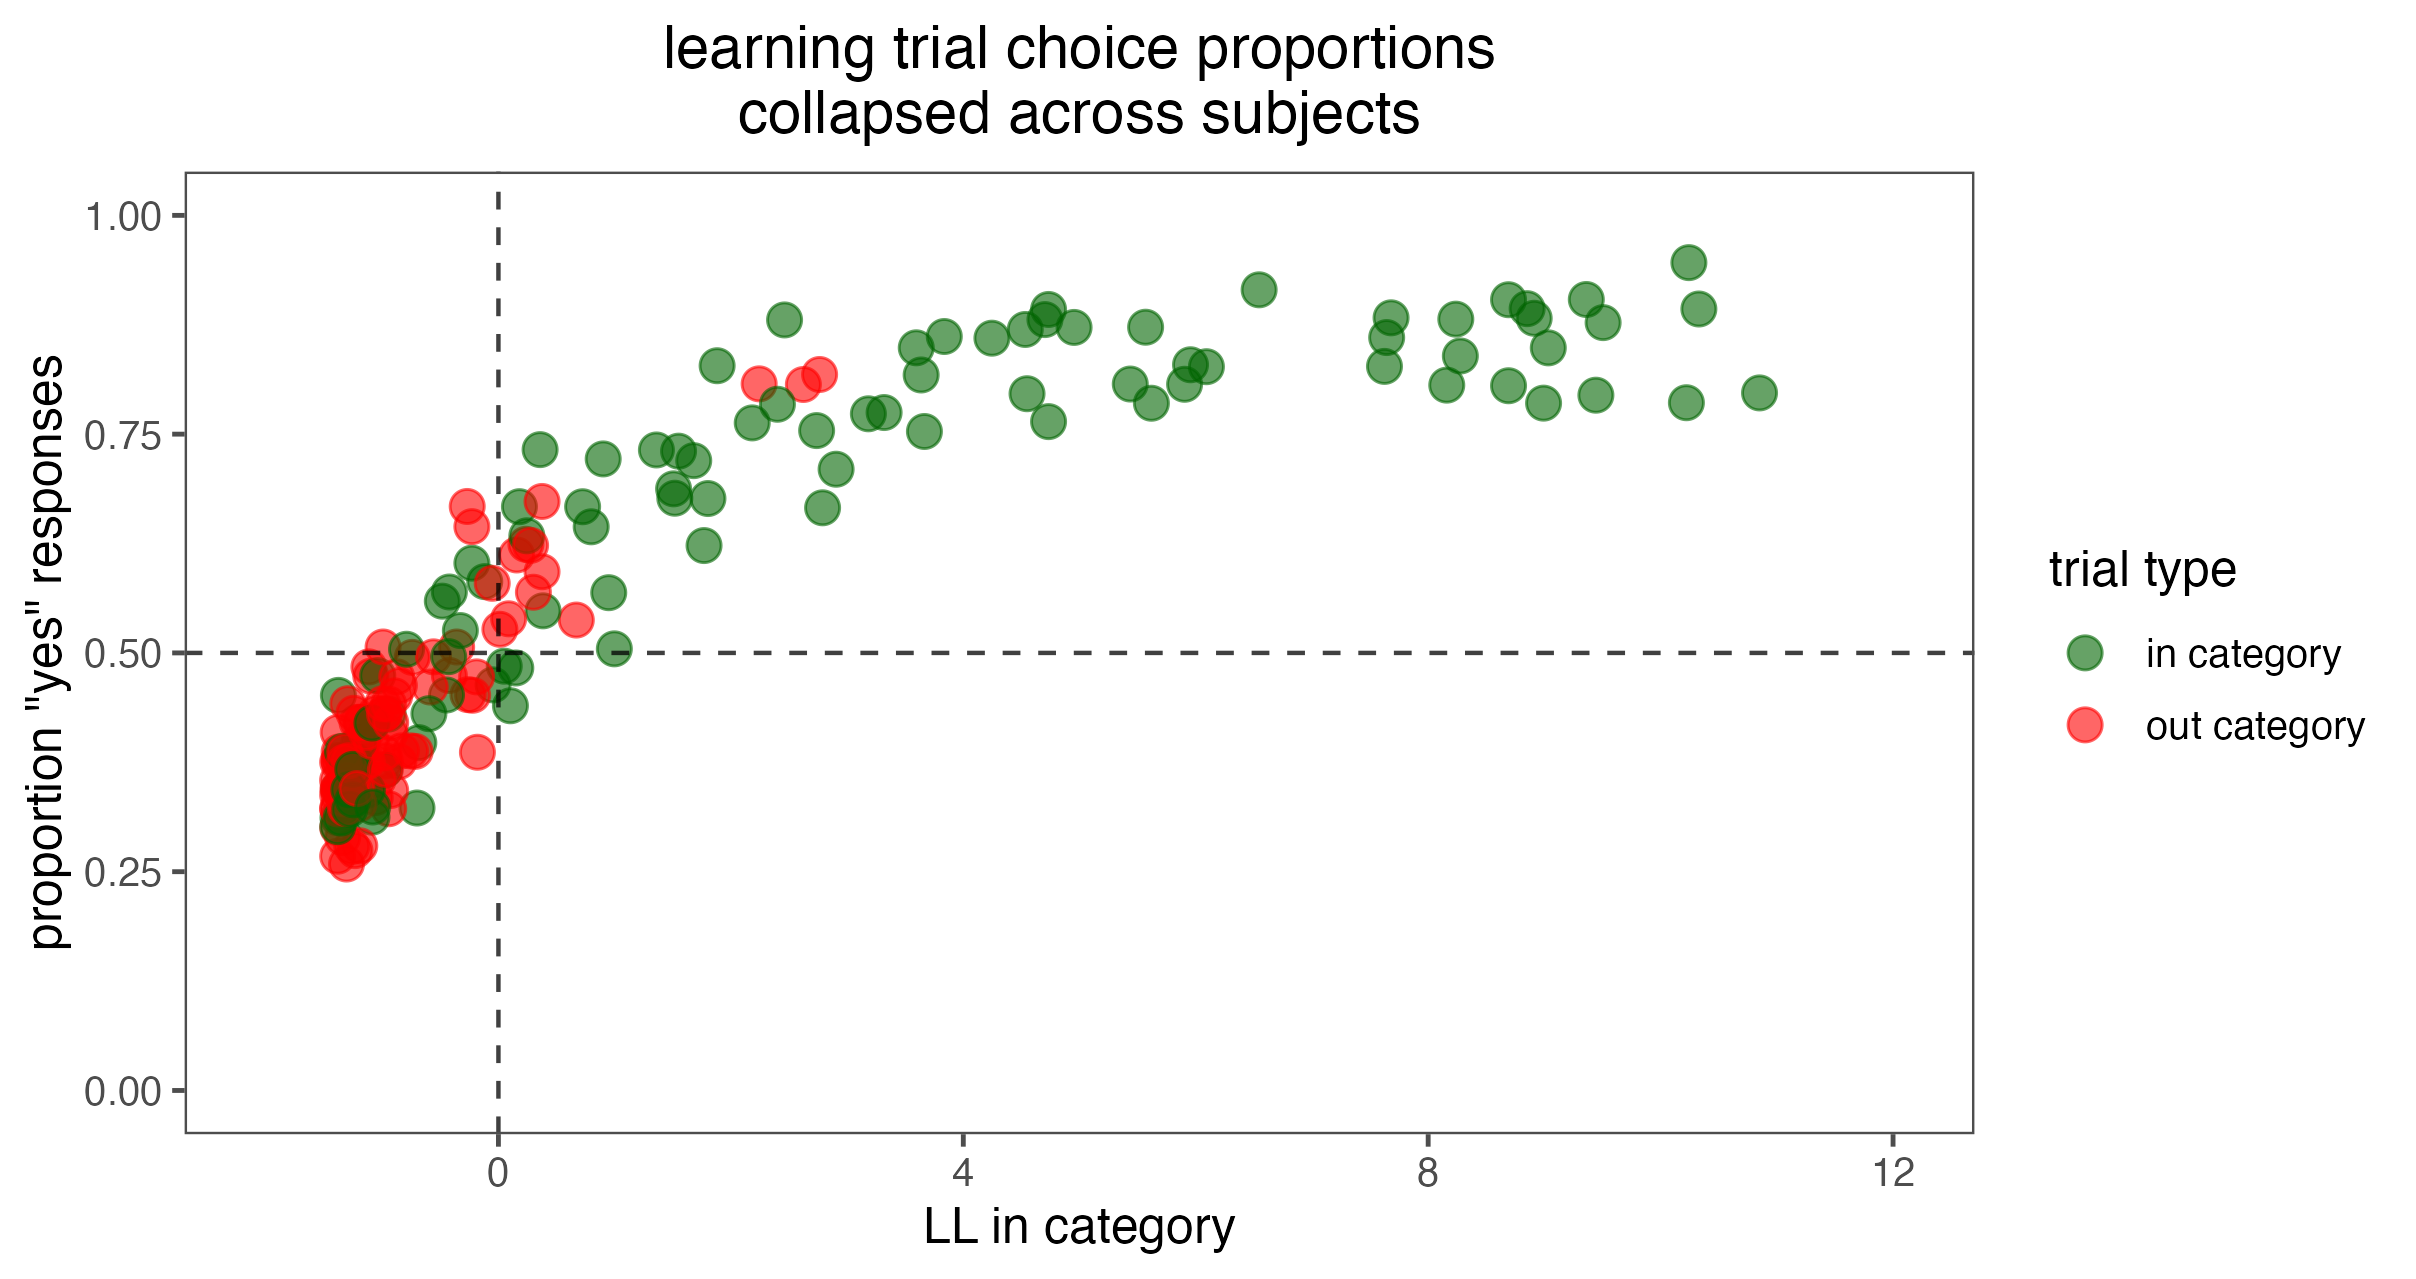 learning trial choice proportions
collapsed across subjects
1.00
0.75
0.50
0.25
0.00
proportion "yes" responses
0
4
8
12
LL in category
trial type
in category
out category